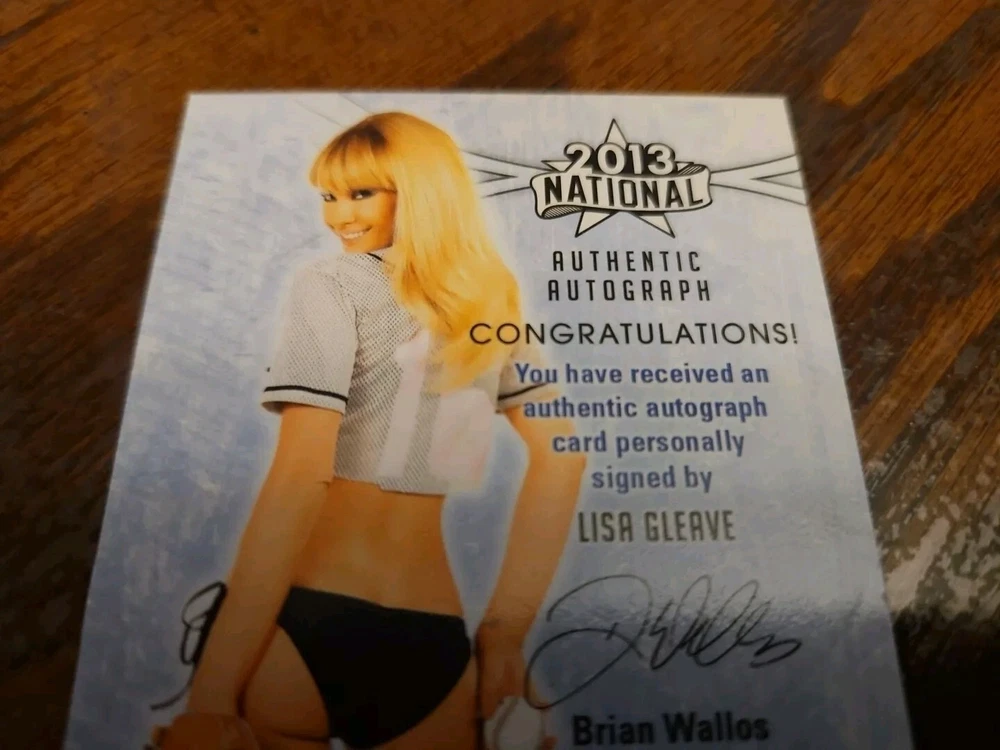 2013
NATIONAL
AUTHENTIC
AUTOGRAPH
CONGRATULATIONS!
You have received an
authentic autograph
card personally
signed by
LISA GLEAVE
Brian Wallos